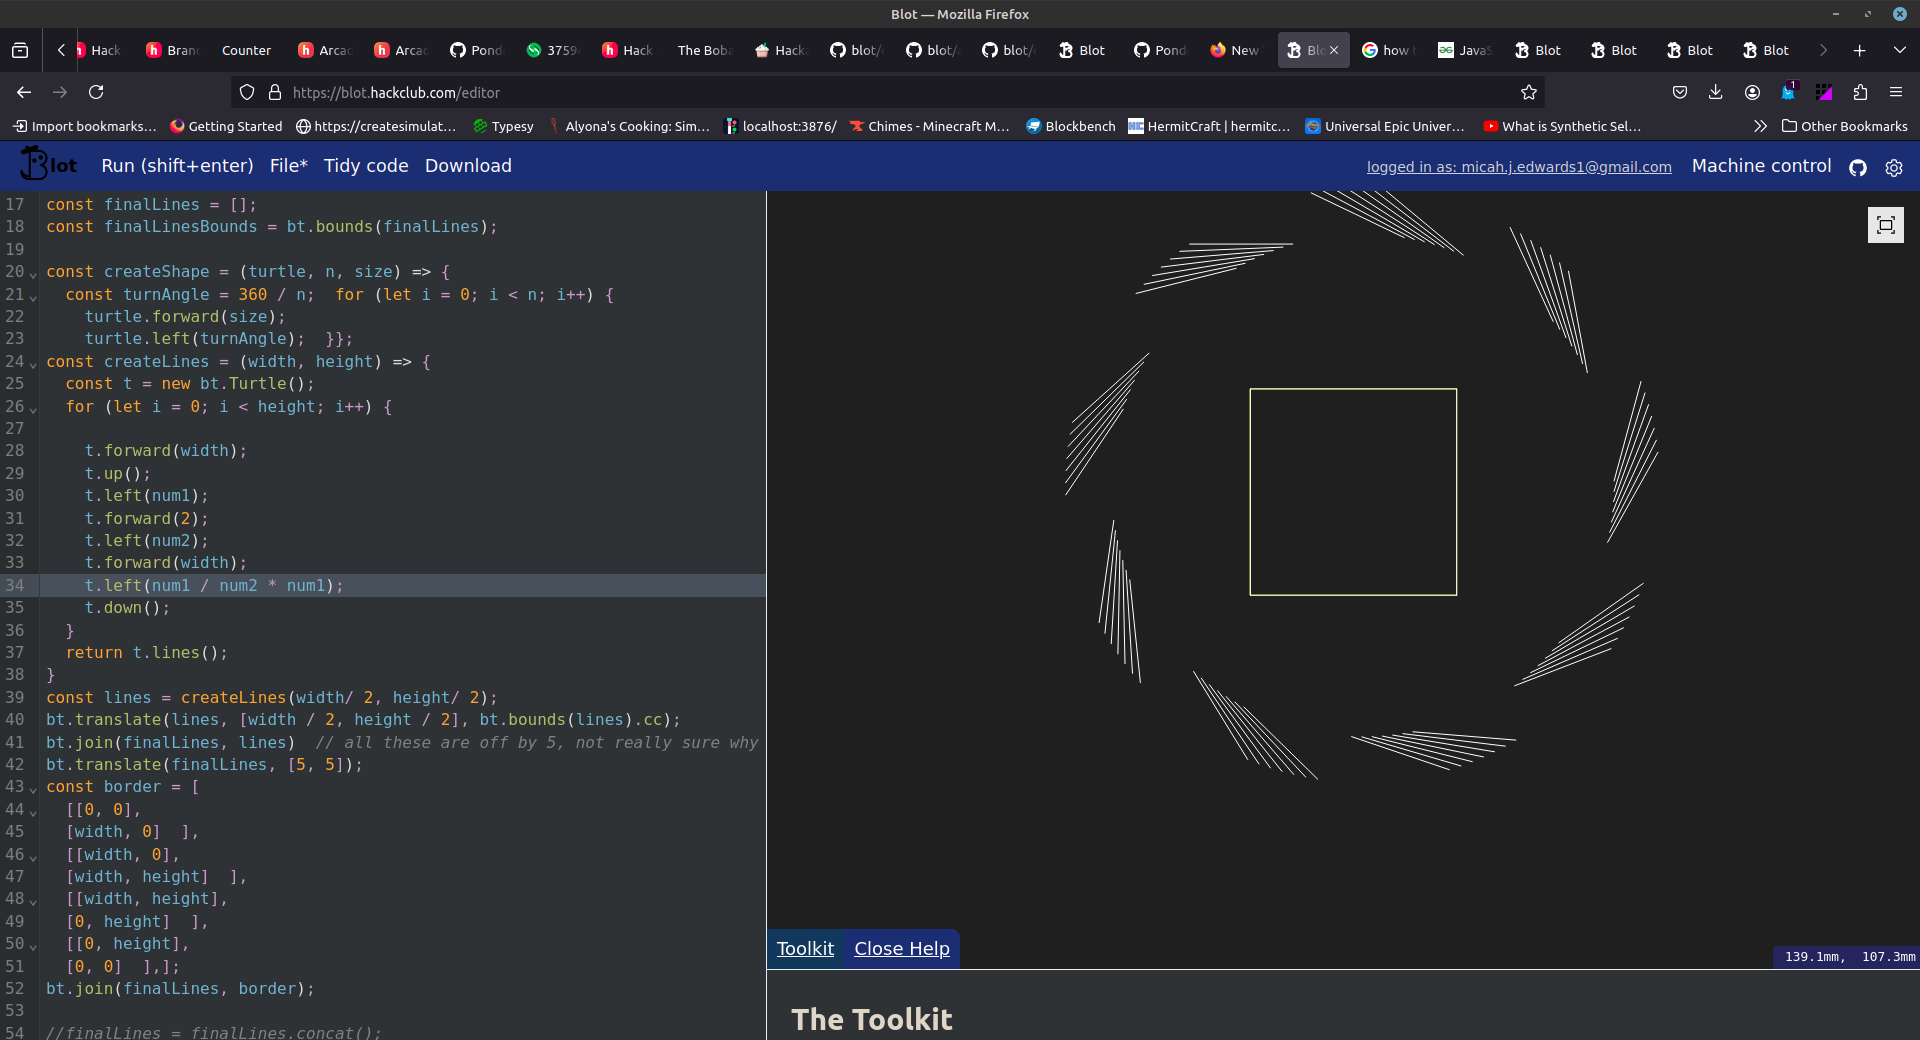 Blot — Mozilla Firefox
Hack
Bran
Counter
Arcad
Arcad
Pond
3759
Hack
The Boba
Hacka
blot/
blot/
blot/
Blot
Pond
New
Blot
how t
JavaS
Blot
Blot
Blot
Blot
https://blot.hackclub.com/editor
1
Import bookmarks…
Getting Started
https://createsimulat…
Typesy
Alyona's Cooking: Sim…
localhost:3876/
Chimes - Minecraft M…
Blockbench
HermitCraft | hermitc…
Universal Epic Univer…
What is Synthetic Sel…
Other Bookmarks
Blot
Run (shift+enter)
File*
Tidy code
Download
logged in as: micah.j.edwards1@gmail.com
Machine control
17 const finalLines = [];
18 const finalLinesBounds = bt.bounds(finalLines);
19
20 const createShape = (turtle, n, size) => {
21 const turnAngle = 360 / n;  for (let i = 0; i < n; i++) {
22 turtle.forward(size);
23 turtle.left(turnAngle);  }};
24 const createLines = (width, height) => {
25 const t = new bt.Turtle();
26 for (let i = 0; i < height; i++) {
27
28 t.forward(width);
29 t.up();
30 t.left(num1);
31 t.forward(2);
32 t.left(num2);
33 t.forward(width);
34 t.left(num1 / num2 * num1);
35 t.down();
36 }
37 return t.lines();
38 }
39 const lines = createLines(width/ 2, height/ 2);
40 bt.translate(lines, [width / 2, height / 2], bt.bounds(lines).cc);
41 bt.join(finalLines, lines)  // all these are off by 5, not really sure why
42 bt.translate(finalLines, [5, 5]);
43 const border = [
44 [[0, 0],
45 [width, 0]  ],
46 [[width, 0],
47 [width, height]  ],
48 [[width, height],
49 [0, height]  ],
50 [[0, height],
51 [0, 0]  ],];
52 bt.join(finalLines, border);
53
54 //finalLines = finalLines.concat();
Toolkit
Close Help
139.1mm,  107.3mm
The Toolkit